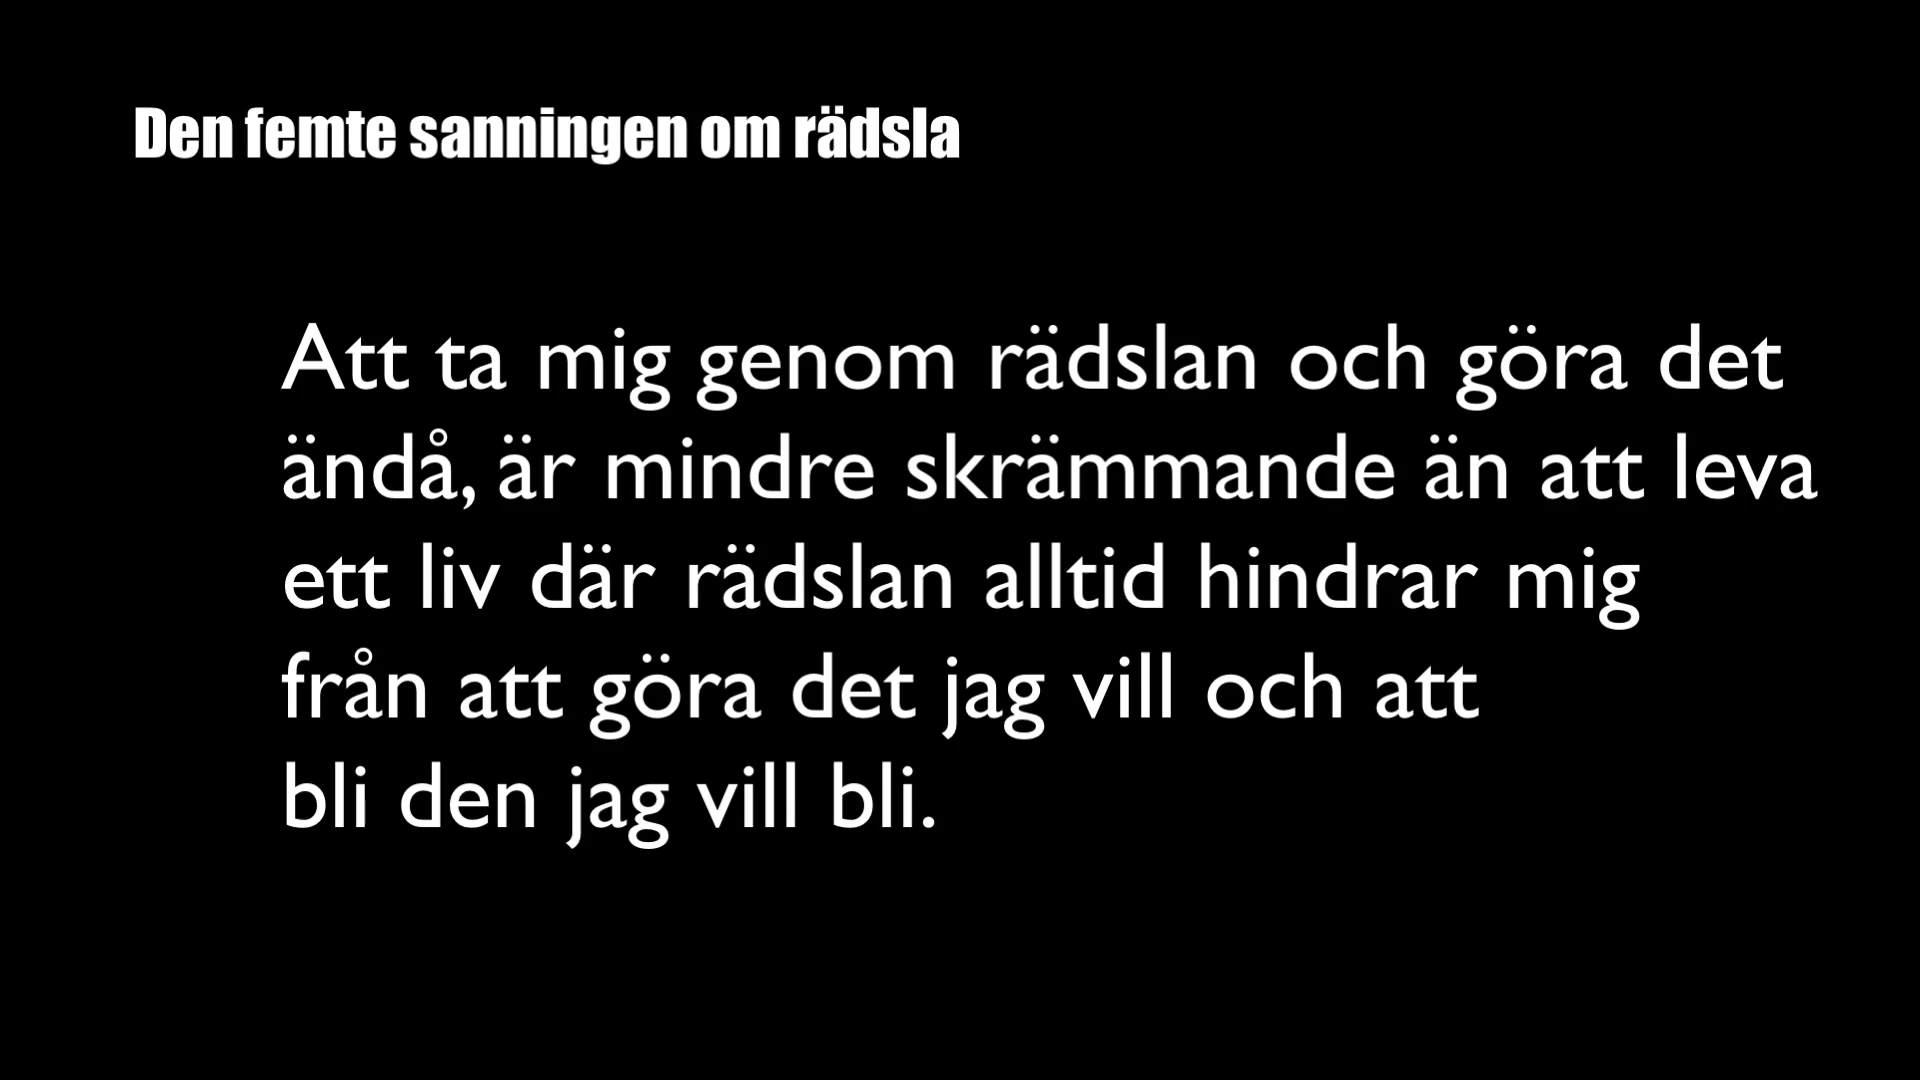 Den femte sanningen om rädsla
Att ta mig genom rädslan och göra det
ändå, är mindre skrämmande än att leva
ett liv där rädslan alltid hindrar mig
från att göra det jag vill och att
bli den jag vill bli.